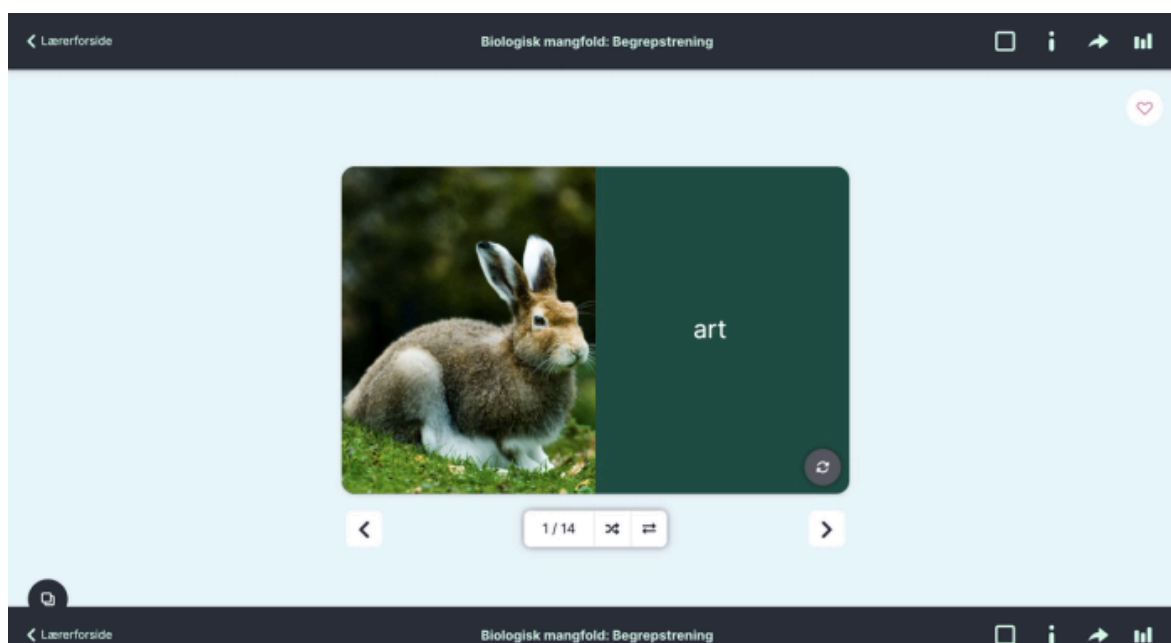 Lærerforside
Biologisk mangfold: Begrepstrening
art
1 / 14
Lærerforside
Biologisk mangfold: Begrepstrening